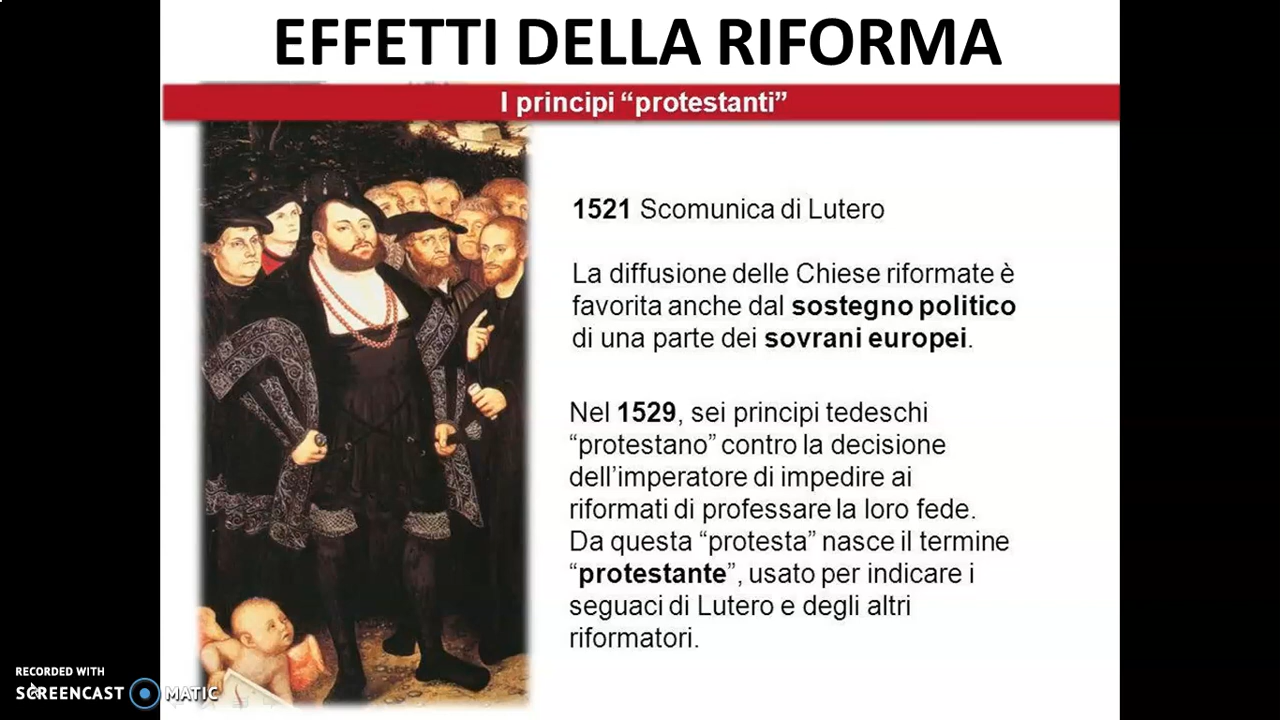 EFFETTI DELLA RIFORMA
I principi “protestanti”
1521 Scomunica di Lutero
La diffusione delle Chiese riformate è
favorita anche dal sostegno politico
di una parte dei sovrani europei.
Nel 1529, sei principi tedeschi
“protestano” contro la decisione
dell’imperatore di impedire ai
riformati di professare la loro fede.
Da questa “protesta” nasce il termine
“protestante”, usato per indicare i
seguaci di Lutero e degli altri
riformatori.
RECORDED WITH
SCREENCAST MATIC